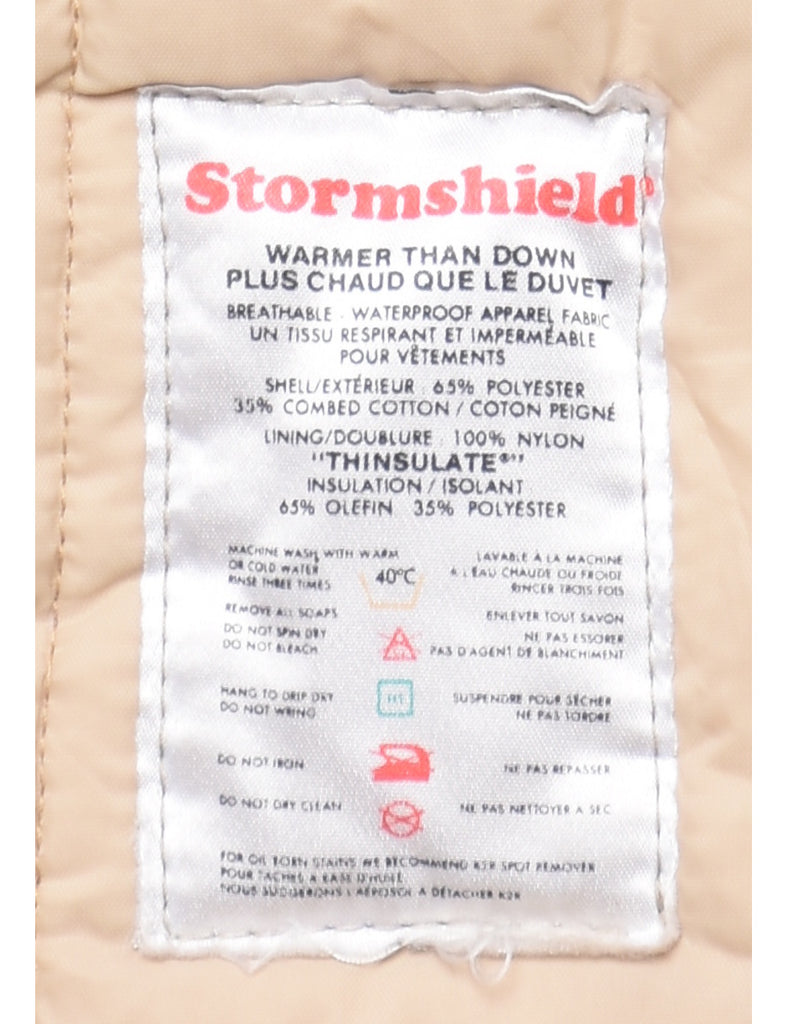 Stormshield®
WARMER THAN DOWN
PLUS CHAUD QUE LE DUVET
BREATHABLE - WATERPROOF APPAREL FABRIC
UN TISSU RESPIRANT ET IMPERMÉABLE
POUR VÊTEMENTS
SHELL/EXTÉRIEUR : 65% POLYESTER
35% COMBED COTTON / COTON PEIGNÉ
LINING/DOUBLURE : 100% NYLON
"THINSULATE®"
INSULATION / ISOLANT
65% OLEFIN 35% POLYESTER
MACHINE WASH WITH WARM
OR COLD WATER
RINSE THREE TIMES
40°C
LAVABLE À LA MACHINE
A L'EAU CHAUDE OU FROIDE
RINCER TROIS FOIS
REMOVE ALL SOAPS
ENLEVER TOUT SAVON
DO NOT SPIN DRY
DO NOT BLEACH
NE PAS ESSORER
PAS D'AGENT DE BLANCHIMENT
HANG TO DRIP DRY
DO NOT WRING
SUSPENDRE POUR SÉCHER
NE PAS TORDRE
DO NOT IRON
NE PAS REPASSER
DO NOT DRY CLEAN
NE PAS NETTOYER A SEC
FOR OIL BORN STAINS WE RECOMMEND K2R SPOT REMOVER
POUR TACHES A BASE D'HUILE
NOUS SUGGERONS L'AÉROSOL A DÉTACHER K2R